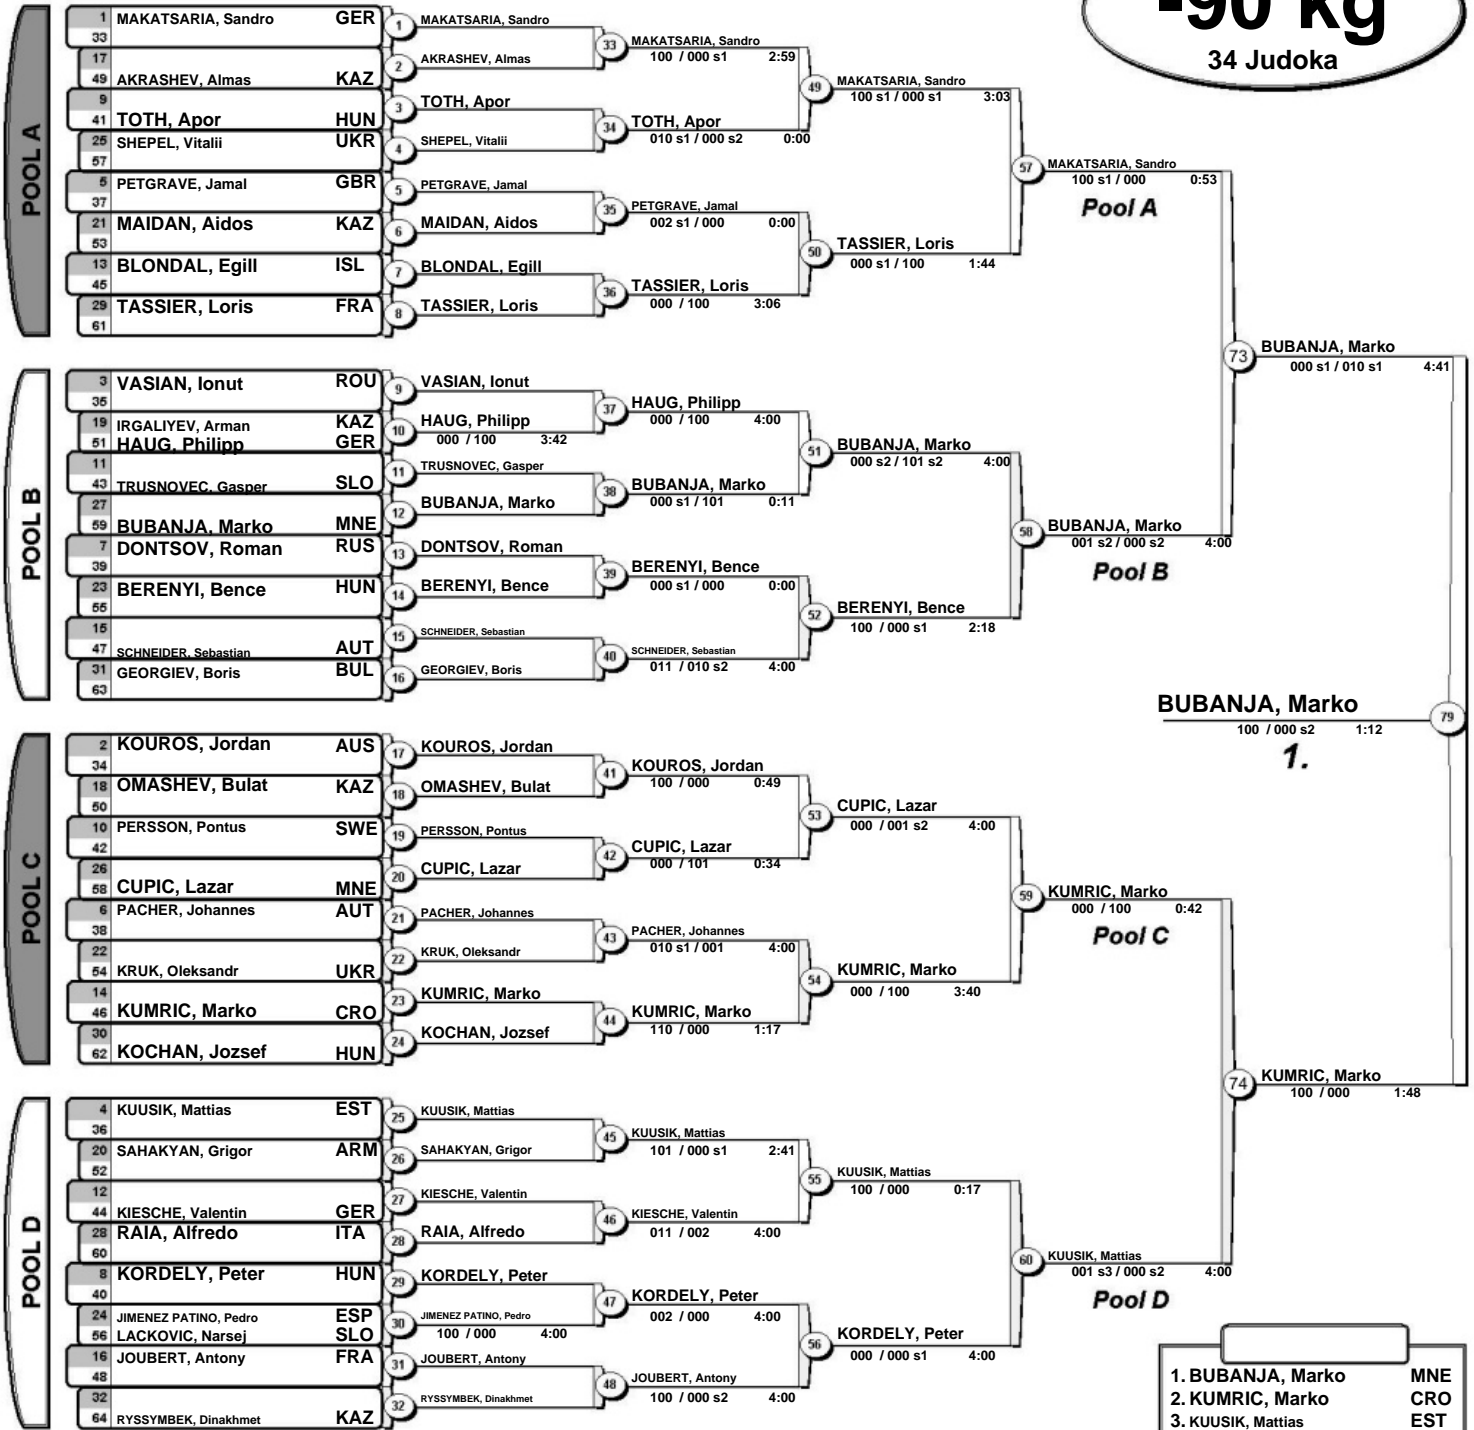 -90 kg
34 Judoka
POOL A
1 MAKATSARIA, Sandro GER
33
17
49 AKRASHEV, Almas KAZ
9
41 TOTH, Apor HUN
25 SHEPEL, Vitalii UKR
57
5 PETGRAVE, Jamal GBR
37
21 MAIDAN, Aidos KAZ
53
13 BLONDAL, Egill ISL
45
29 TASSIER, Loris FRA
61
1 MAKATSARIA, Sandro
2 AKRASHEV, Almas
3 TOTH, Apor
4 SHEPEL, Vitalii
5 PETGRAVE, Jamal
6 MAIDAN, Aidos
7 BLONDAL, Egill
8 TASSIER, Loris
33 MAKATSARIA, Sandro
100 / 000 s1 2:59
34 TOTH, Apor
010 s1 / 000 s2 0:00
35 PETGRAVE, Jamal
002 s1 / 000 0:00
36 TASSIER, Loris
000 / 100 3:06
49 MAKATSARIA, Sandro
100 s1 / 000 s1 3:03
50 TASSIER, Loris
000 s1 / 100 1:44
57 MAKATSARIA, Sandro
100 s1 / 000 0:53
Pool A
POOL B
3 VASIAN, Ionut ROU
35
19 IRGALIYEV, Arman KAZ
51 HAUG, Philipp GER
11
43 TRUSNOVEC, Gasper SLO
27
59 BUBANJA, Marko MNE
7 DONTSOV, Roman RUS
39
23 BERENYI, Bence HUN
55
15
47 SCHNEIDER, Sebastian AUT
31 GEORGIEV, Boris BUL
63
9 VASIAN, Ionut
10 HAUG, Philipp
000 / 100 3:42
11 TRUSNOVEC, Gasper
12 BUBANJA, Marko
13 DONTSOV, Roman
14 BERENYI, Bence
15 SCHNEIDER, Sebastian
16 GEORGIEV, Boris
37 HAUG, Philipp
000 / 100 4:00
38 BUBANJA, Marko
000 s1 / 101 0:11
39 BERENYI, Bence
000 s1 / 000 0:00
40 SCHNEIDER, Sebastian
011 / 010 s2 4:00
51 BUBANJA, Marko
000 s2 / 101 s2 4:00
52 BERENYI, Bence
100 / 000 s1 2:18
58 BUBANJA, Marko
001 s2 / 000 s2 4:00
Pool B
73 BUBANJA, Marko
000 s1 / 010 s1 4:41
BUBANJA, Marko
79
100 / 000 s2 1:12
1.
POOL C
2 KOUROS, Jordan AUS
34
18 OMASHEV, Bulat KAZ
50
10 PERSSON, Pontus SWE
42
26
58 CUPIC, Lazar MNE
6 PACHER, Johannes AUT
38
22
54 KRUK, Oleksandr UKR
14
46 KUMRIC, Marko CRO
30
62 KOCHAN, Jozsef HUN
17 KOUROS, Jordan
18 OMASHEV, Bulat
19 PERSSON, Pontus
20 CUPIC, Lazar
21 PACHER, Johannes
22 KRUK, Oleksandr
23 KUMRIC, Marko
24 KOCHAN, Jozsef
41 KOUROS, Jordan
100 / 000 0:49
42 CUPIC, Lazar
000 / 101 0:34
43 PACHER, Johannes
010 s1 / 001 4:00
44 KUMRIC, Marko
110 / 000 1:17
53 CUPIC, Lazar
000 / 001 s2 4:00
54 KUMRIC, Marko
000 / 100 3:40
59 KUMRIC, Marko
000 / 100 0:42
Pool C
74 KUMRIC, Marko
100 / 000 1:48
POOL D
4 KUUSIK, Mattias EST
36
20 SAHAKYAN, Grigor ARM
52
12
44 KIESCHE, Valentin GER
28 RAIA, Alfredo ITA
60
8 KORDELY, Peter HUN
40
24 JIMENEZ PATINO, Pedro ESP
56 LACKOVIC, Narsej SLO
16 JOUBERT, Antony FRA
48
32
64 RYSSYMBEK, Dinakhmet KAZ
25 KUUSIK, Mattias
26 SAHAKYAN, Grigor
27 KIESCHE, Valentin
28 RAIA, Alfredo
29 KORDELY, Peter
30 JIMENEZ PATINO, Pedro
100 / 000 4:00
31 JOUBERT, Antony
32 RYSSYMBEK, Dinakhmet
45 KUUSIK, Mattias
101 / 000 s1 2:41
46 KIESCHE, Valentin
011 / 002 4:00
47 KORDELY, Peter
002 / 000 4:00
48 JOUBERT, Antony
100 / 000 s2 4:00
55 KUUSIK, Mattias
100 / 000 0:17
56 KORDELY, Peter
000 / 000 s1 4:00
60 KUUSIK, Mattias
001 s3 / 000 s2 4:00
Pool D
1. BUBANJA, Marko MNE
2. KUMRIC, Marko CRO
3. KUUSIK, Mattias EST